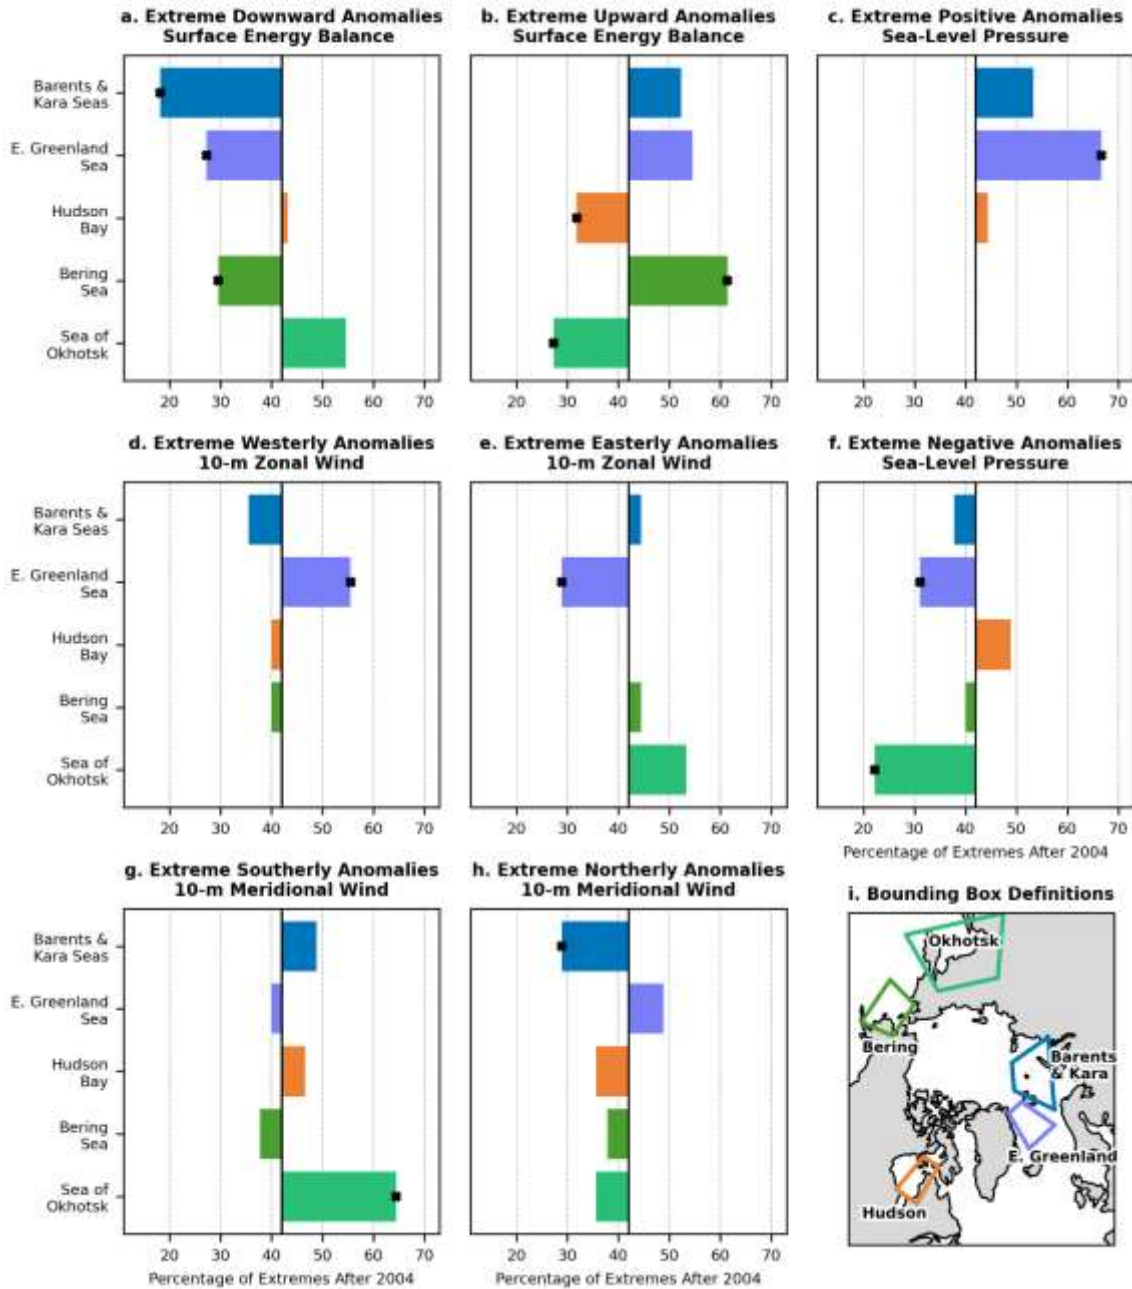 a. Extreme Downward Anomalies
Surface Energy Balance
b. Extreme Upward Anomalies
Surface Energy Balance
c. Extreme Positive Anomalies
Sea-Level Pressure
Barents &
Kara Seas
E. Greenland
Sea
Hudson
Bay
Bering
Sea
Sea of
Okhotsk
20 30 40 50 60 70
20 30 40 50 60 70
20 30 40 50 60 70
d. Extreme Westerly Anomalies
10-m Zonal Wind
e. Extreme Easterly Anomalies
10-m Zonal Wind
f. Exteme Negative Anomalies
Sea-Level Pressure
Barents &
Kara Seas
E. Greenland
Sea
Hudson
Bay
Bering
Sea
Sea of
Okhotsk
20 30 40 50 60 70
20 30 40 50 60 70
20 30 40 50 60 70
Percentage of Extremes After 2004
g. Extreme Southerly Anomalies
10-m Meridional Wind
h. Extreme Northerly Anomalies
10-m Meridional Wind
i. Bounding Box Definitions
Barents &
Kara Seas
E. Greenland
Sea
Hudson
Bay
Bering
Sea
Sea of
Okhotsk
20 30 40 50 60 70
Percentage of Extremes After 2004
20 30 40 50 60 70
Percentage of Extremes After 2004
Okhotsk
Bering
Barents
& Kara
E. Greenland
Hudson